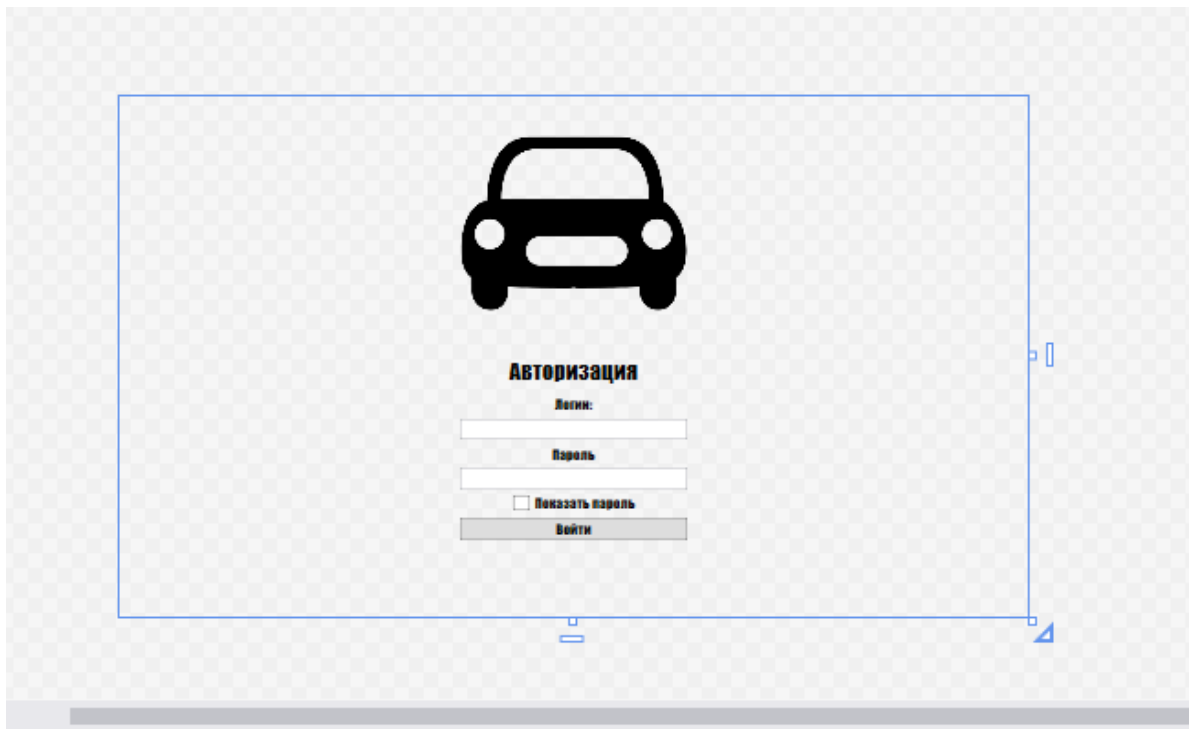 Авторизация
Логин:
Пароль
Показать пароль
Войти